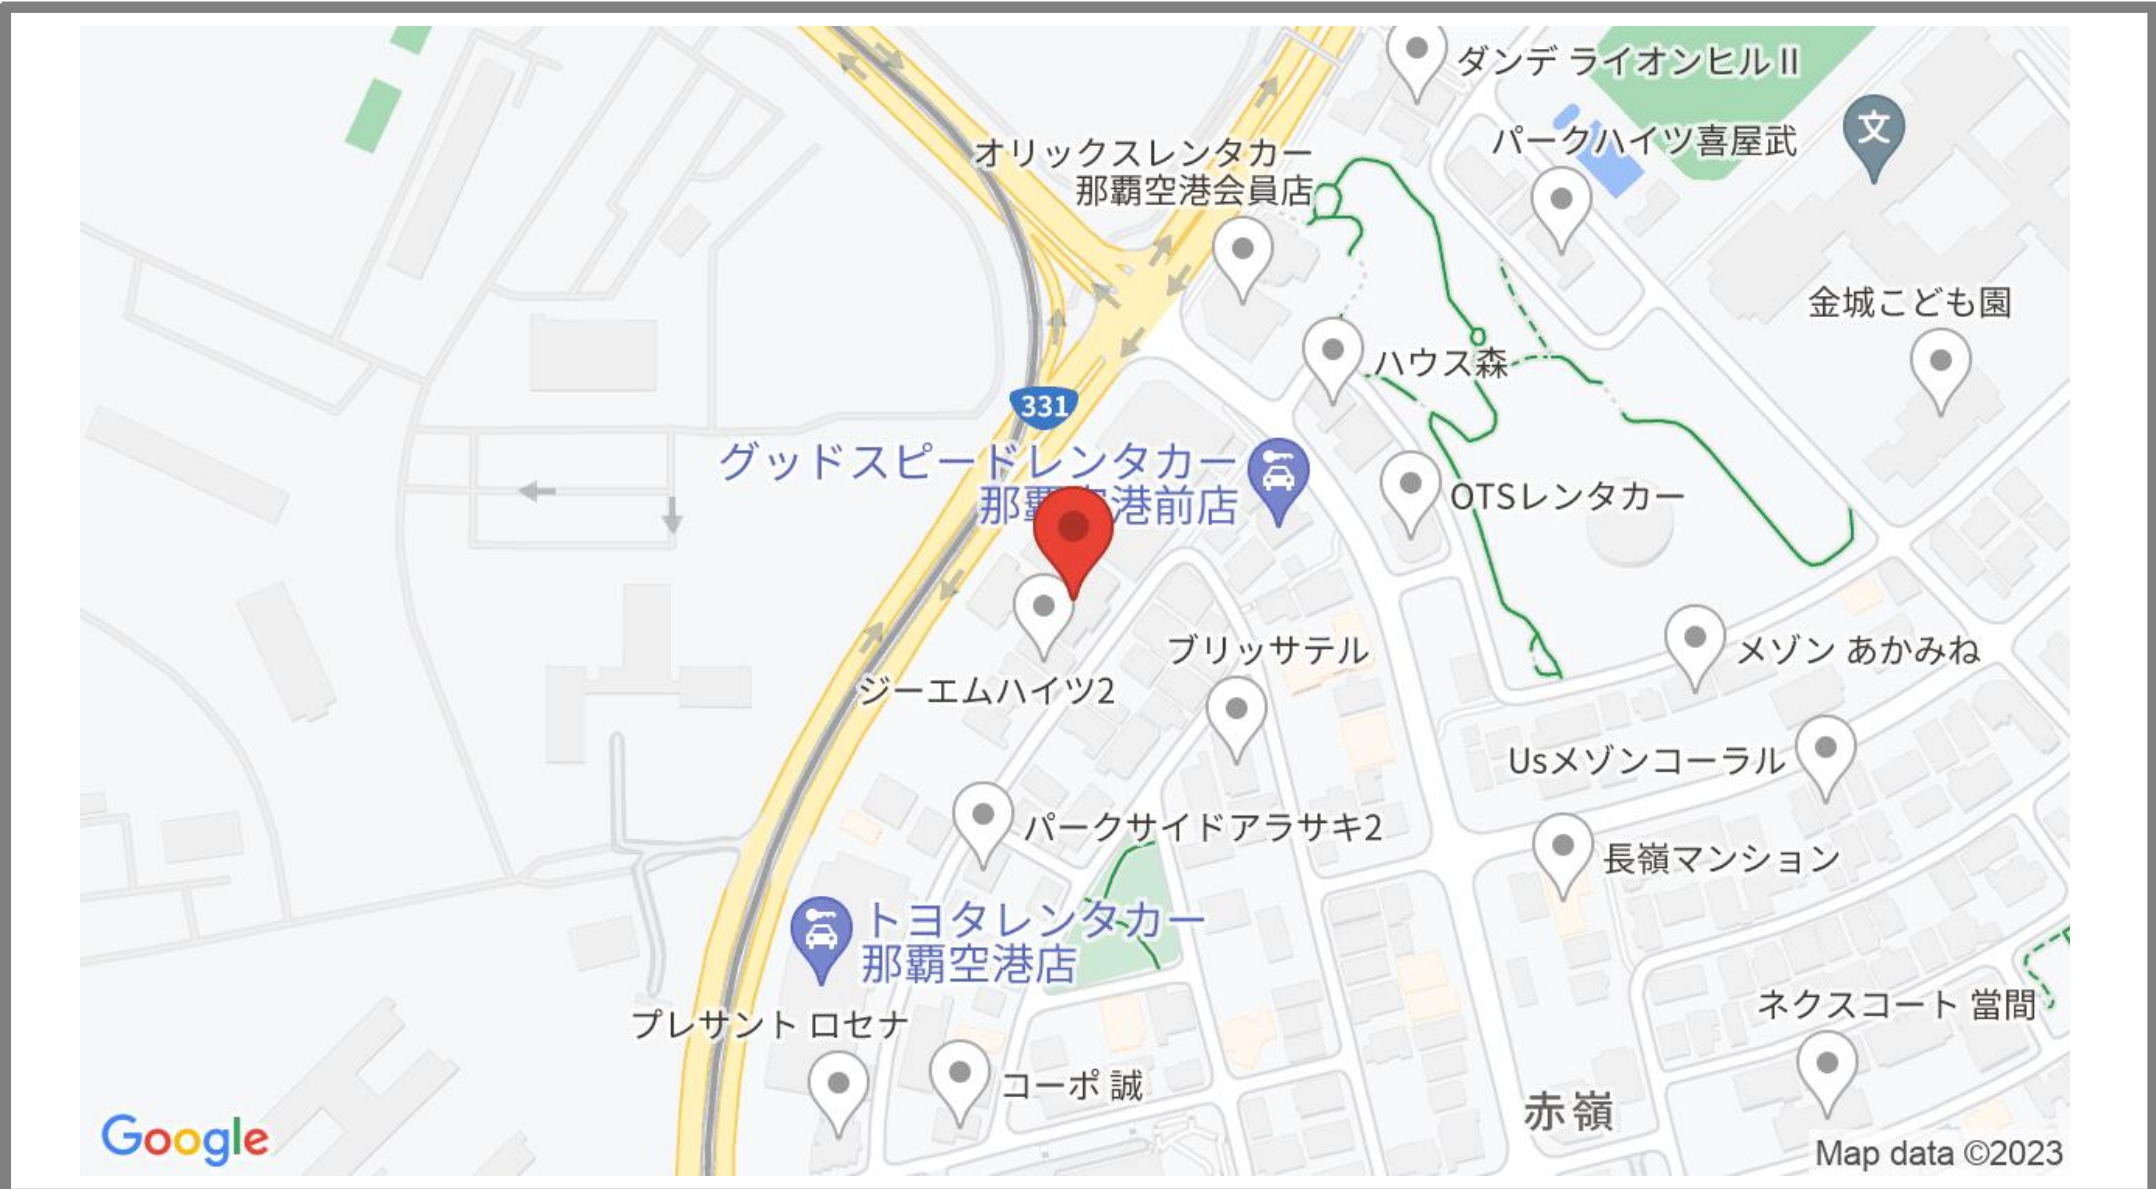 ダンデ ライオンヒル II
文
パークハイツ喜屋武
オリックスレンタカー
那覇空港会員店
金城こども園
ハウス森
331
グッドスピードレンタカー
那覇空港前店
OTSレンタカー
ブリッサテル
メゾン あかみね
ジーエムハイツ2
Usメゾンコーラル
パークサイドアラサキ2
長嶺マンション
トヨタレンタカー
那覇空港店
プレサント ロセナ
ネクスコート 當間
コーポ 誠
赤嶺
Google
Map data ©2023